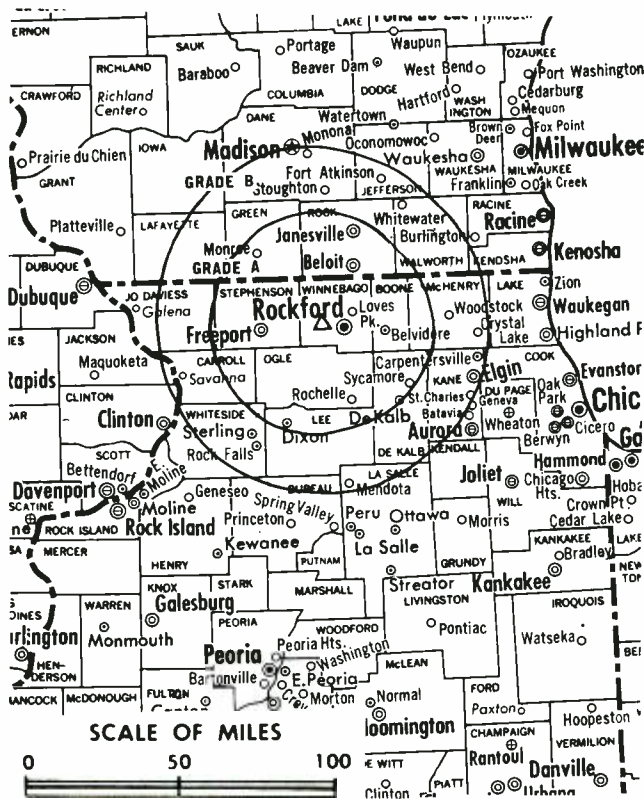 LAKE
Plymouth
ERNON
SAUK
Portage
Waupun
OZAUKEE
RICHLAND
Baraboo
Beaver Dam
West Bend
Port Washington
CRAWFORD
Richland
Center
COLUMBIA
DODGE
Hartford
WASH
INGTON
Cedarburg
Mequon
DANE
Watertown
Brown
Deer
Fox Point
IOWA
Madison
Monona
Oconomowoc
Milwaukee
Prairie du Chien
Waukesha
GRANT
Fort Atkinson
WAUKESHA
MILWAUKEE
GRADE B
Stoughton
JEFFERSON
Franklin
Oak Creek
GREEN
ROCK
Whitewater
RACINE
Racine
Platteville
LAFAYETTE
Janesville
Burlington
Monroe
Kenosha
DUBUQUE
GRADE A
Beloit
WALWORTH
KENOSHA
Dubuque
JO DAVIESS
STEPHENSON
WINNEBAGO
BOONE
McHENRY
LAKE
Zion
Galena
Rockford
Loves
Pk.
Woodstock
Waukegan
JACKSON
Freeport
Belvidere
Crystal
Lake
Highland P
Maquoketa
CARROLL
OGLE
Carpentersville
COOK
Rapids
Savanna
Sycamore
KANE
Elgin
Evanston
CLINTON
Rochelle
St. Charles
DU PAGE
Geneva
Oak
Park
Chic
DAR
WHITESIDE
LEE
DeKalb
Batavia
Clinton
Sterling
Dixon
Aurora
Wheaton
Cicero
Berwyn
SCOTT
Rock Falls
DE KALB
KENDALL
Hammond
Bettendorf
E.
Moline
LA SALLE
Joliet
Chicago
Hts.
Davenport
Geneseo
BUREAU
Mendota
WILL
Moline
Spring Valley
Crown Pt
SCATINE
Rock Island
Princeton
Peru
Ottawa
Morris
Cedar Lake
ROCK ISLAND
Kewanee
La Salle
KANKAKEE
Bradley
MERCER
HENRY
PUTNAM
GRUNDY
KNOX
STARK
MARSHALL
Streator
Kankakee
WARREN
Galesburg
LIVINGSTON
IROQUOIS
PEORIA
WOODFORD
Monmouth
Pontiac
Watseka
Peoria
Peoria Hts.
Washington
McLEAN
HEN-
DERSON
Bartonville
E. Peoria
FORD
McDONOUGH
FULTON
Morton
Normal
Paxton
Hoopeston
SCALE OF MILES
CHAMPAIGN
VERMILION
0 50 100
Rantoul
DE WITT
Danville
Clinton
PIATT
Urbana